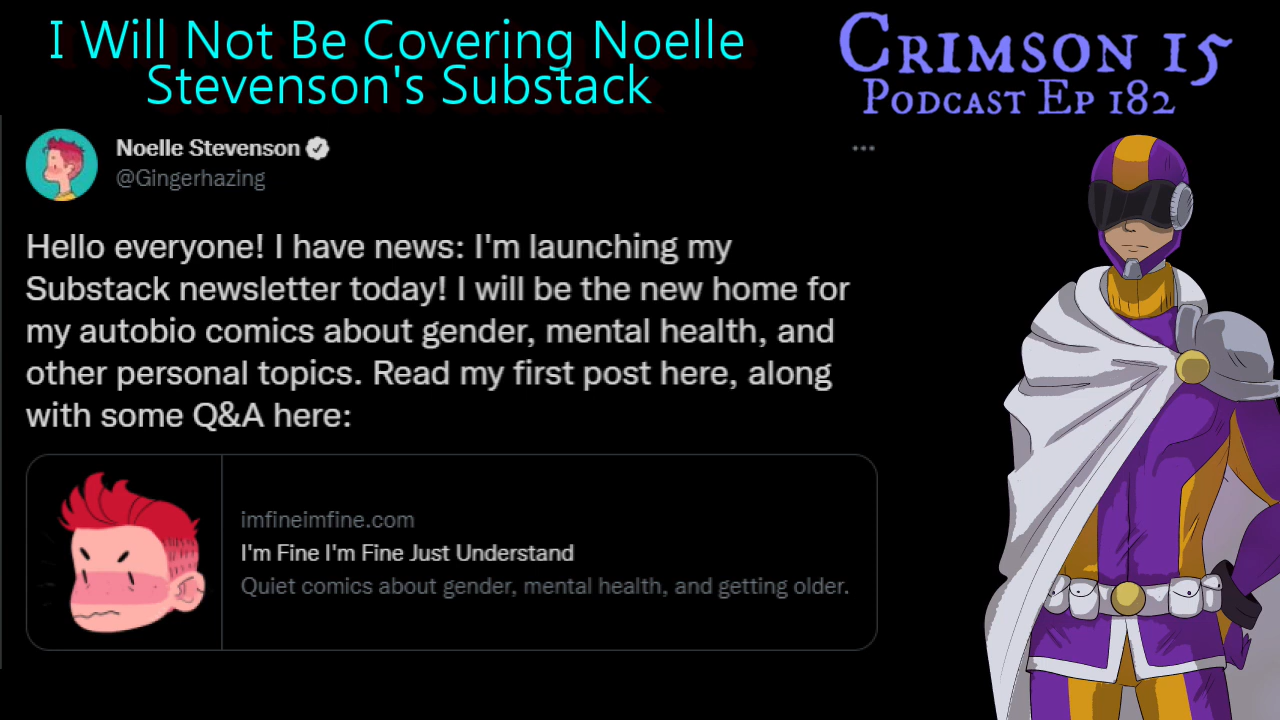 I Will Not Be Covering Noelle
Stevenson's Substack
Crimson 15
Podcast Ep 182
Noelle Stevenson
@Gingerhazing
Hello everyone! I have news: I'm launching my
Substack newsletter today! I will be the new home for
my autobio comics about gender, mental health, and
other personal topics. Read my first post here, along
with some Q&A here:
imfineimfine.com
I'm Fine I'm Fine Just Understand
Quiet comics about gender, mental health, and getting older.